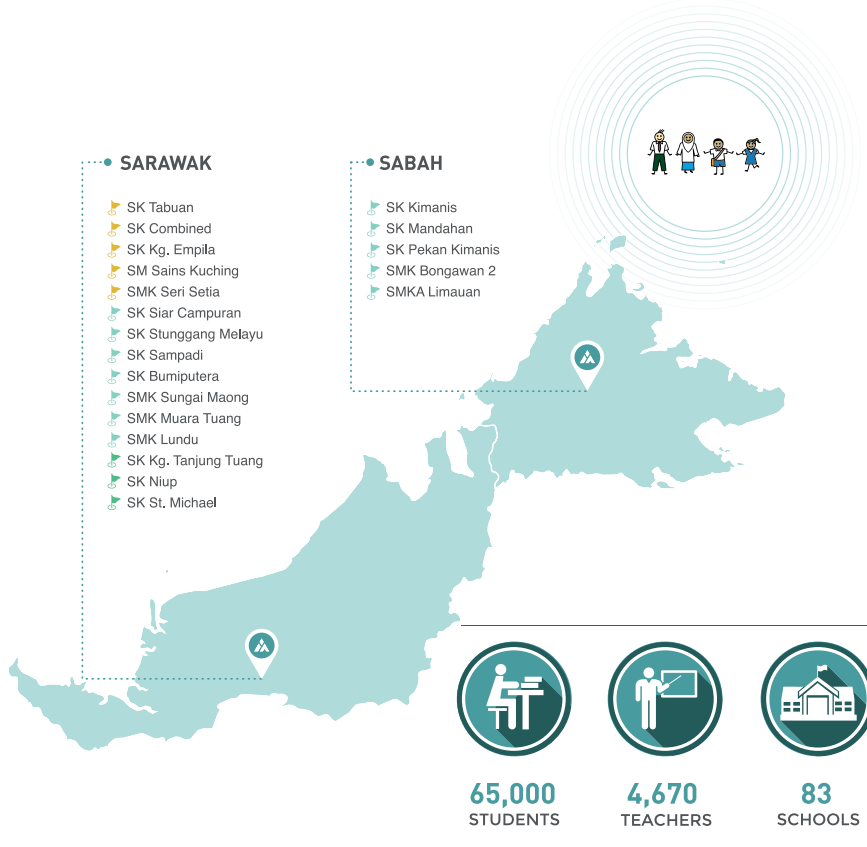 SARAWAK
SK Tabuan
SK Combined
SK Kg. Empila
SM Sains Kuching
SMK Seri Setia
SK Siar Campuran
SK Stunggang Melayu
SK Sampadi
SK Bumiputera
SMK Sungai Maong
SMK Muara Tuang
SMK Lundu
SK Kg. Tanjung Tuang
SK Niup
SK St. Michael
SABAH
SK Kimanis
SK Mandahan
SK Pekan Kimanis
SMK Bongawan 2
SMKA Limauan
65,000
STUDENTS
4,670
TEACHERS
83
SCHOOLS